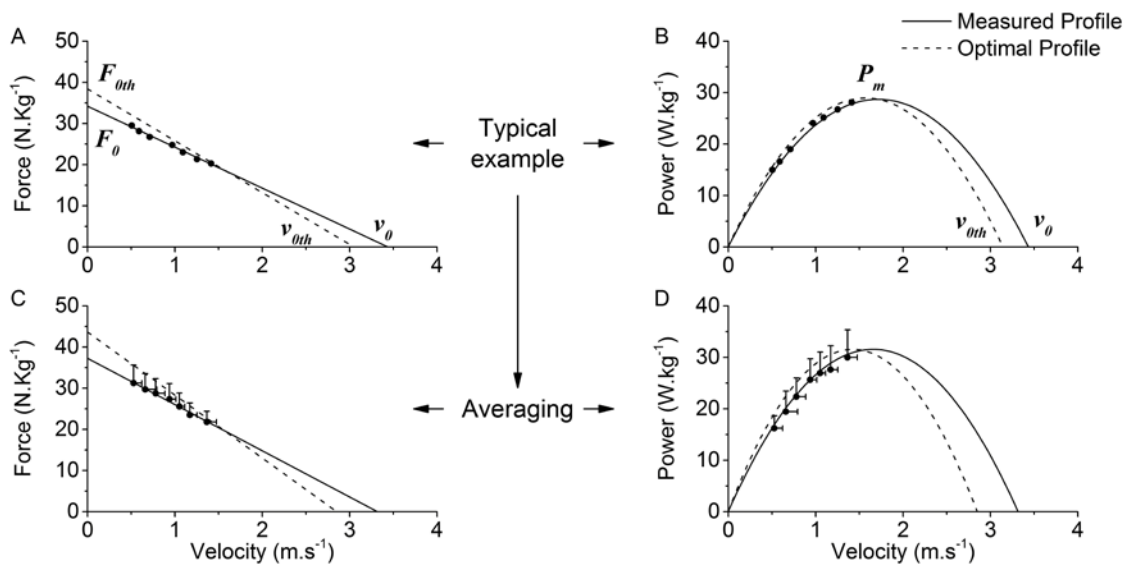 Measured Profile
Optimal Profile
A
50
40
30
20
10
0
Force (N.Kg-1)
F0th
F0
v0th
v0
0 1 2 3 4
Typical
example
B
40
30
20
10
0
Power (W.kg-1)
Pm
v0th
v0
0 1 2 3 4
C
50
40
30
20
10
0
Force (N.Kg-1)
0 1 2 3 4
Velocity (m.s-1)
Averaging
D
40
30
20
10
0
Power (W.kg-1)
0 1 2 3 4
Velocity (m.s-1)